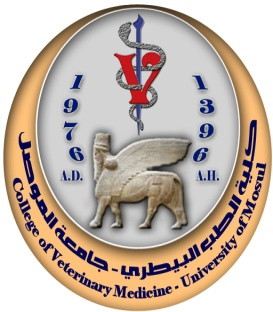 V
1976
A.D.
1396
A.H.
كلية الطب البيطري - جامعة الموصل
College of Veterinary Medicine - University of Mosul